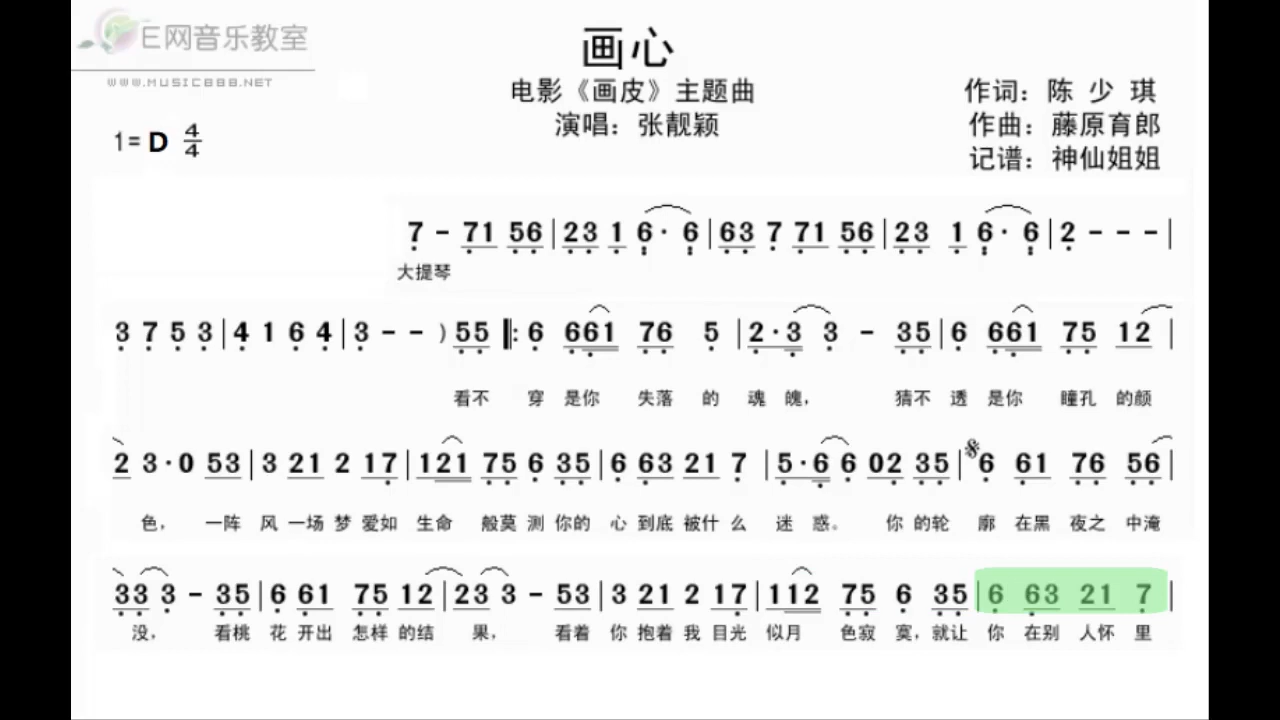 E网音乐教室
WWW.MUSIC888.NET
画心
电影《画皮》主题曲
演唱：张靓颖
作词：陈 少 琪
作曲：藤原育郎
记谱：神仙姐姐
1= D 4/4
7 - 71 56 | 23 1 6· 6 | 63 7 71 56 | 23 1 6· 6 | 2 - - - |
大提琴
3 7 5 3 | 4 1 6 4 | 3 - - ) 55 ‖: 6 661 76 5 | 2·3 3 - 35 | 6 661 75 12 |
看不 穿 是你 失落 的 魂 魄， 猜不 透 是你 瞳孔 的颜
2 3·0 53 | 3 21 2 17 | 121 75 6 35 | 6 63 21 7 | 5·6 6 02 35 | 𝄋 6 61 76 56 |
色， 一阵 风 一场 梦 爱如 生命 般莫 测 你的 心 到底 被什 么 迷 惑。 你 的轮 廓 在黑 夜之 中淹
33 3 - 35 | 6 61 75 12 | 23 3 - 53 | 3 21 2 17 | 112 75 6 35 | 6 63 21 7 |
没， 看桃 花 开出 怎样 的结 果， 看着 你 抱着 我 目光 似月 色寂 寞，就让 你 在别 人怀 里